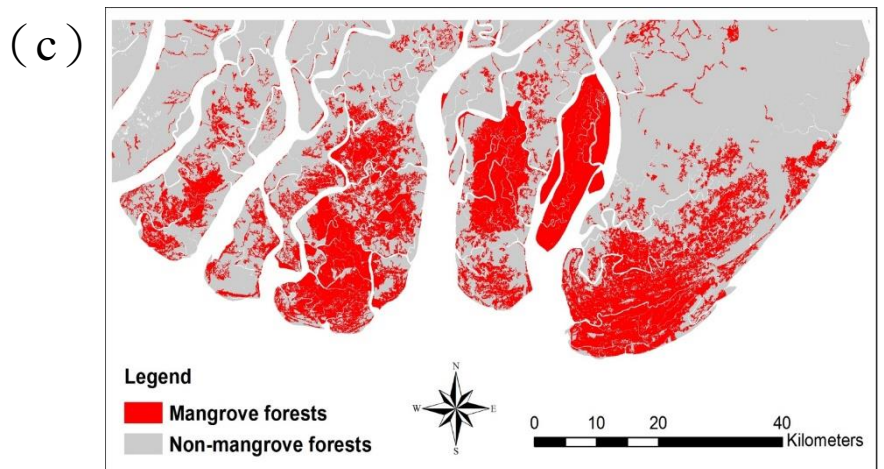 （c）
Legend
Mangrove forests
Non-mangrove forests
N
W E
S
0 10 20 40
Kilometers